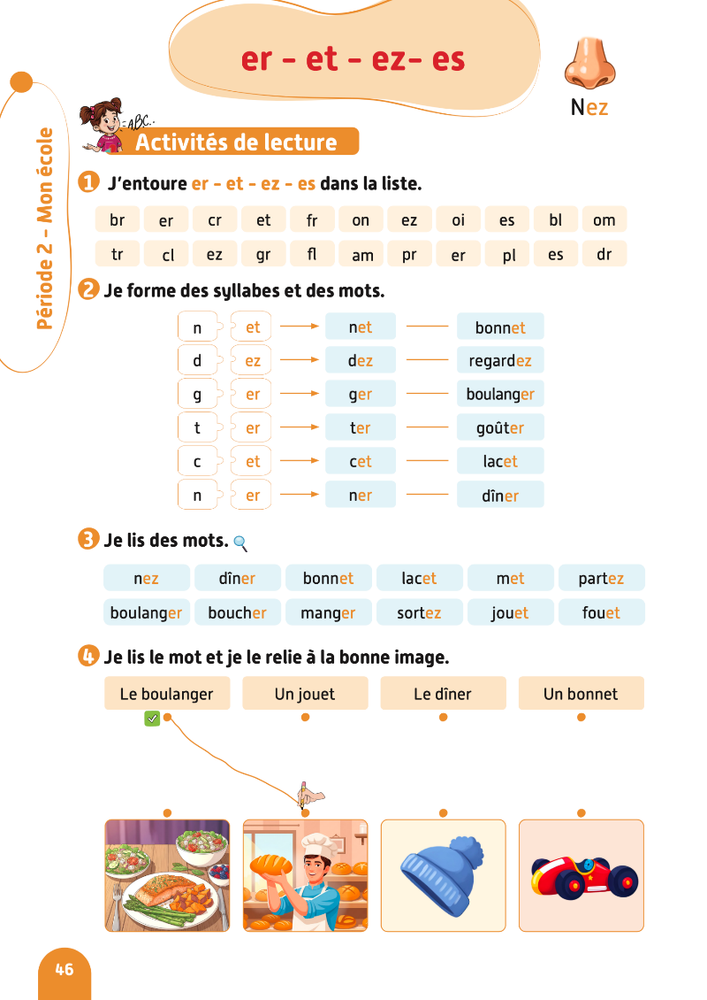 er - et - ez- es
Nez
ABC..
Activités de lecture
Période 2 - Mon école
1 J'entoure er - et - ez - es dans la liste.
br er cr et fr on ez oi es bl om
tr cl ez gr fl am pr er pl es dr
2 Je forme des syllabes et des mots.
n et net bonnet
d ez dez regardez
g er ger boulanger
t er ter goûter
c et cet lacet
n er ner dîner
3 Je lis des mots.
nez dîner bonnet lacet met partez
boulanger boucher manger sortez jouet fouet
4 Je lis le mot et je le relie à la bonne image.
Le boulanger Un jouet Le dîner Un bonnet
46